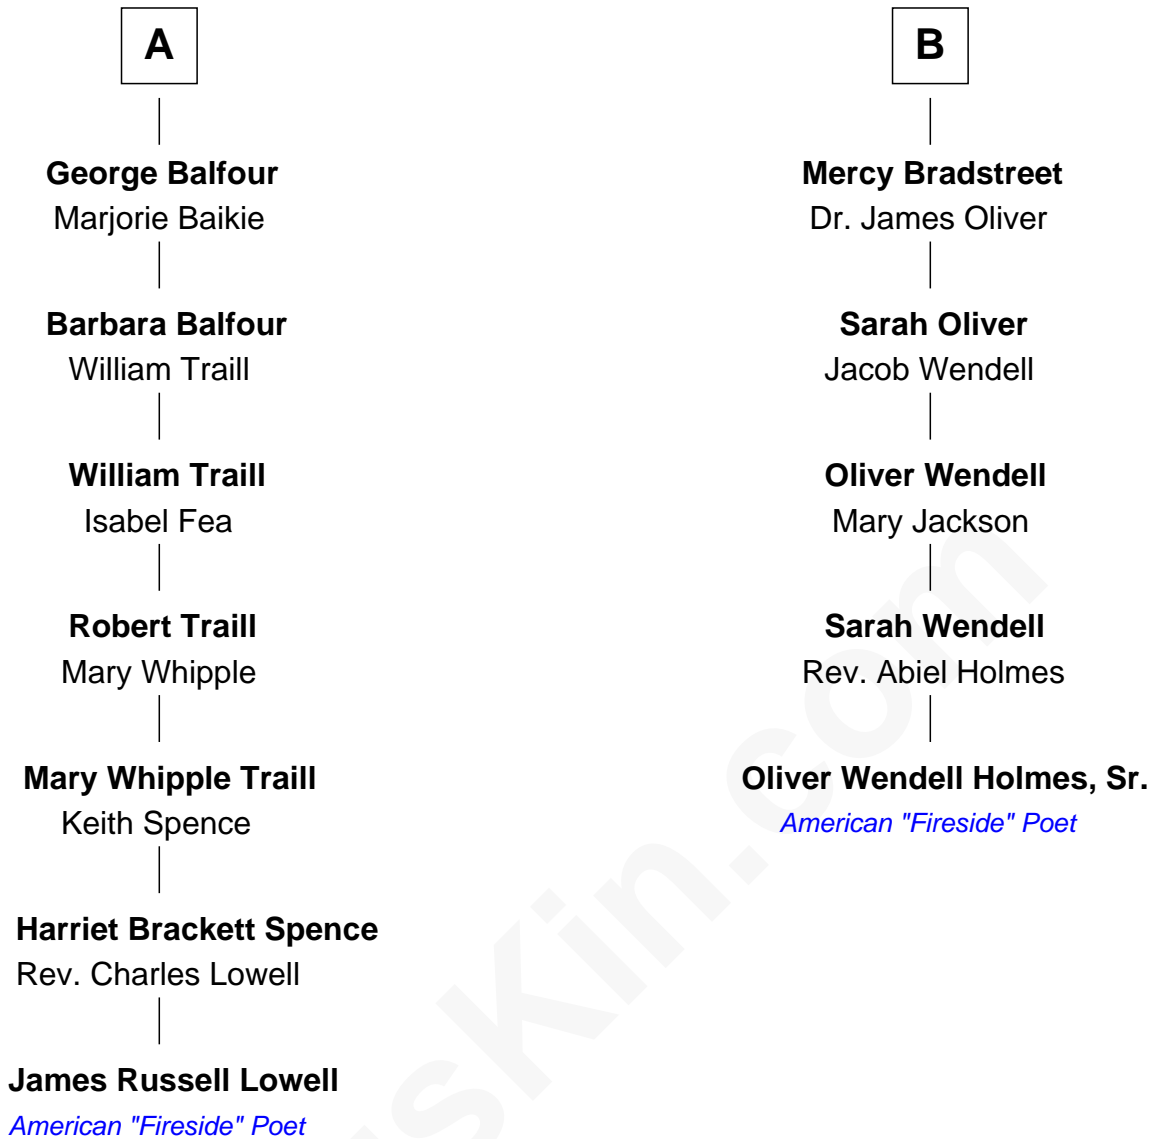 A
George Balfour
Marjorie Baikie
Barbara Balfour
William Traill
William Traill
Isabel Fea
Robert Traill
Mary Whipple
Mary Whipple Traill
Keith Spence
Harriet Brackett Spence
Rev. Charles Lowell
James Russell Lowell
American "Fireside" Poet
B
Mercy Bradstreet
Dr. James Oliver
Sarah Oliver
Jacob Wendell
Oliver Wendell
Mary Jackson
Sarah Wendell
Rev. Abiel Holmes
Oliver Wendell Holmes, Sr.
American "Fireside" Poet
sKin.com